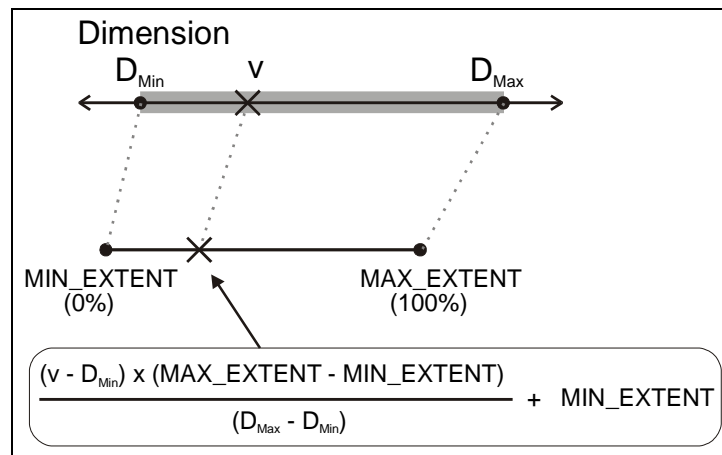 Dimension
D_Min v D_Max
MIN_EXTENT MAX_EXTENT
(0%) (100%)
(v - D_Min) x (MAX_EXTENT - MIN_EXTENT)
+ MIN_EXTENT
(D_Max - D_Min)